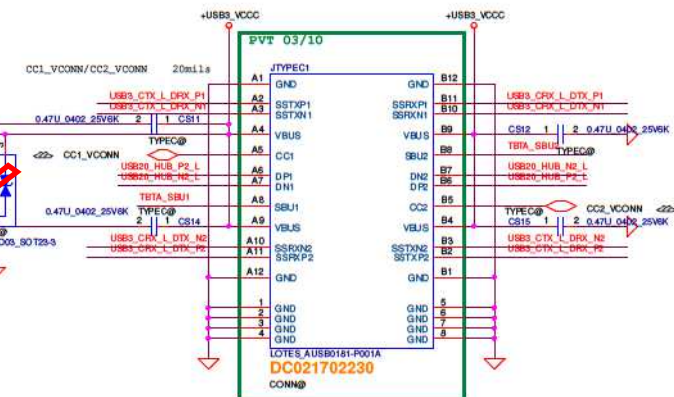 +USB3_VCCC +USB3_VCCC
PVT 03/10
CC1_VCONN/CC2_VCONN 20mils
JTYPEC1
A1 GND GND B12
USB3_CTX_L_DRX_P1 A2 SSTXP1 SSRXP1 B11 USB3_CRX_L_DTX_P1
USB3_CTX_L_DRX_N1 A3 SSTXN1 SSRXN1 B10 USB3_CRX_L_DTX_N1
0.47U_0402_25V6K 2 1 CS11 A4 VBUS VBUS B9 CS12 1 2 0.47U_0402_25V6K
TYPEC@ TBTA_SBU2 TYPEC@
<22> CC1_VCONN A5 CC1 SBU2 B8
USB20_HUB_P2_L A6 DP1 DN2 B7 USB20_HUB_N2_L
USB20_HUB_N2_L A7 DN1 DP2 B6 USB20_HUB_P2_L
TBTA_SBU1 A8 SBU1 CC2 B5 CC2_VCONN <22>
0.47U_0402_25V6K TYPEC@ TYPEC@
2 1 CS14 A9 VBUS VBUS B4 CS15 1 2 0.47U_0402_25V6K
USB3_CRX_L_DTX_N2 A10 SSRXN2 SSTXN2 B3 USB3_CTX_L_DRX_N2
USB3_CRX_L_DTX_P2 A11 SSRXP2 SSTXP2 B2 USB3_CTX_L_DRX_P2
A12 GND GND B1
1 GND GND 5
2 GND GND 6
3 GND GND 7
4 GND GND 8
LOTES_AUSB0181-P001A
DC021702230
CONN@